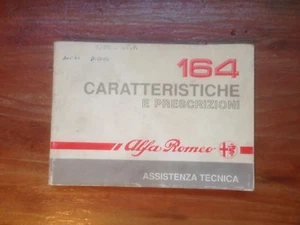 164
CARATTERISTICHE
E PRESCRIZIONI
Alfa Romeo
ASSISTENZA TECNICA